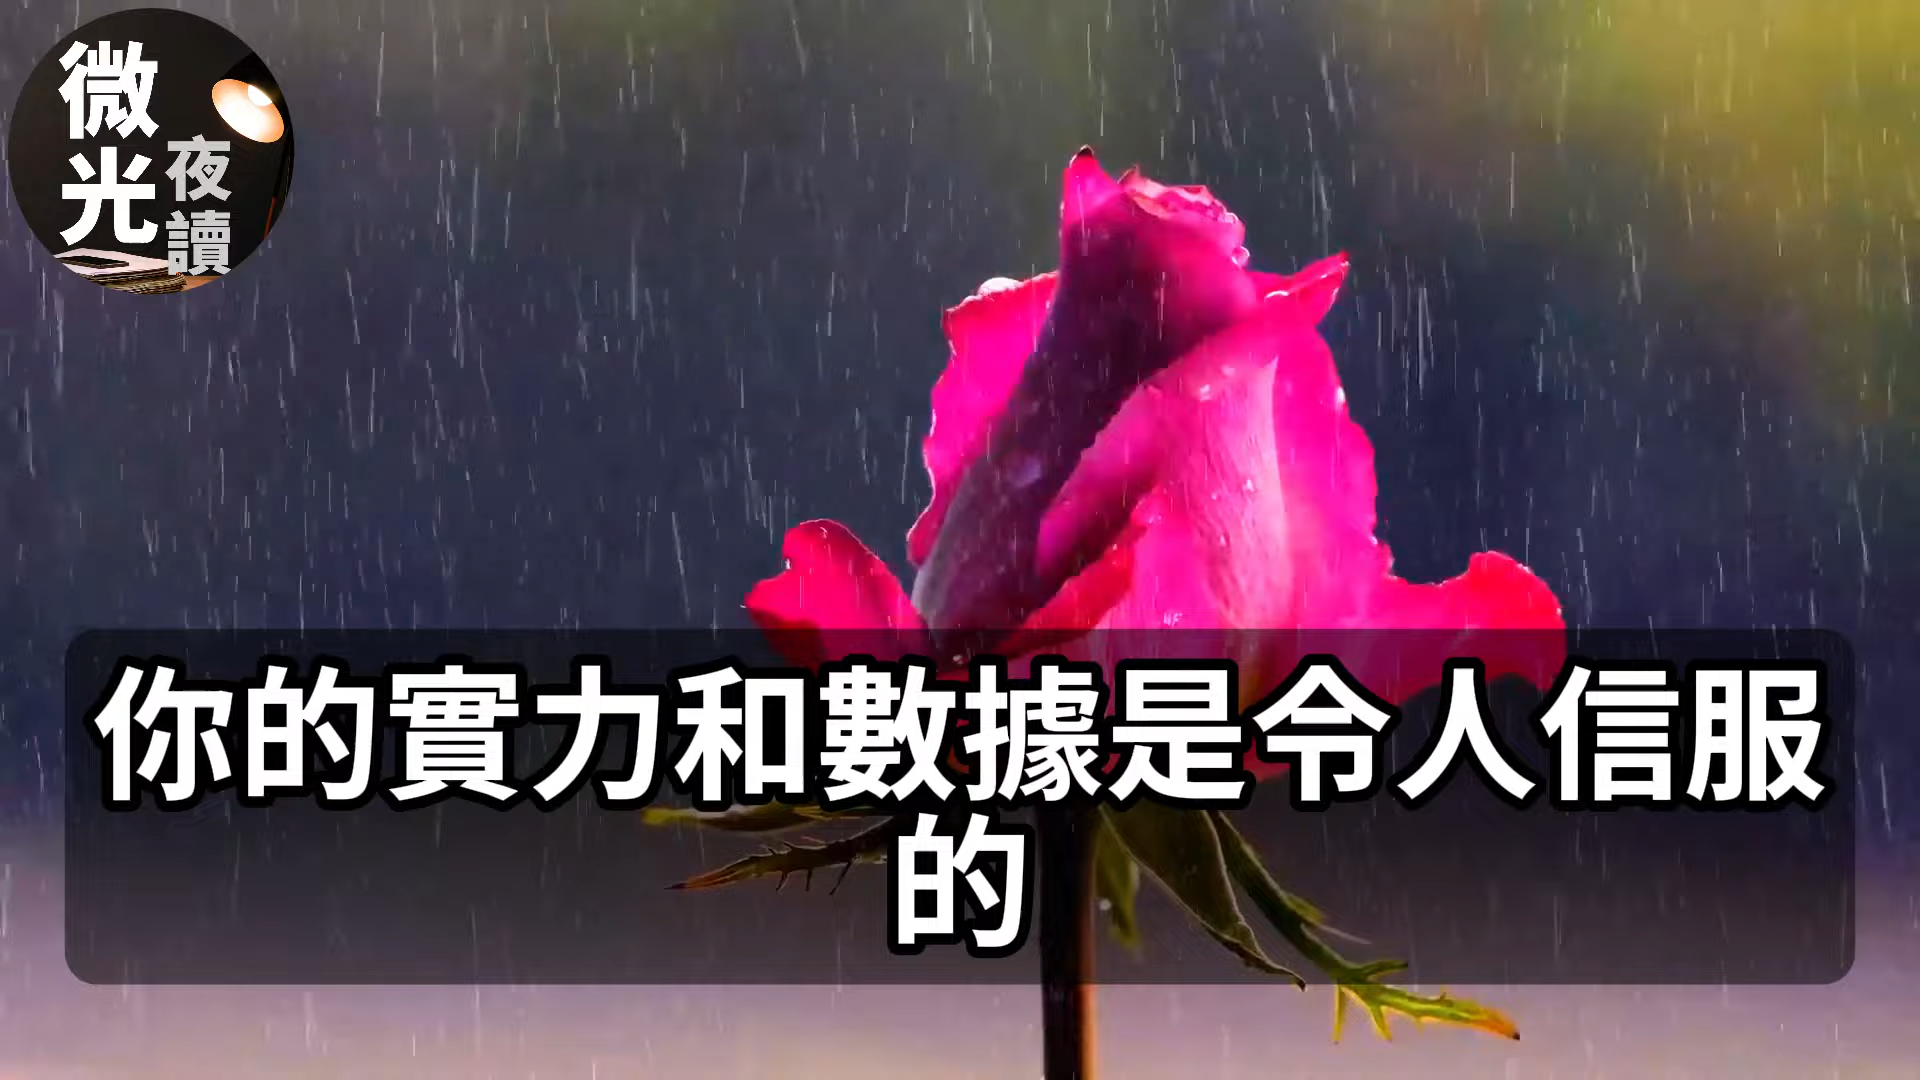 微光
夜讀
你的實力和數據是令人信服
的